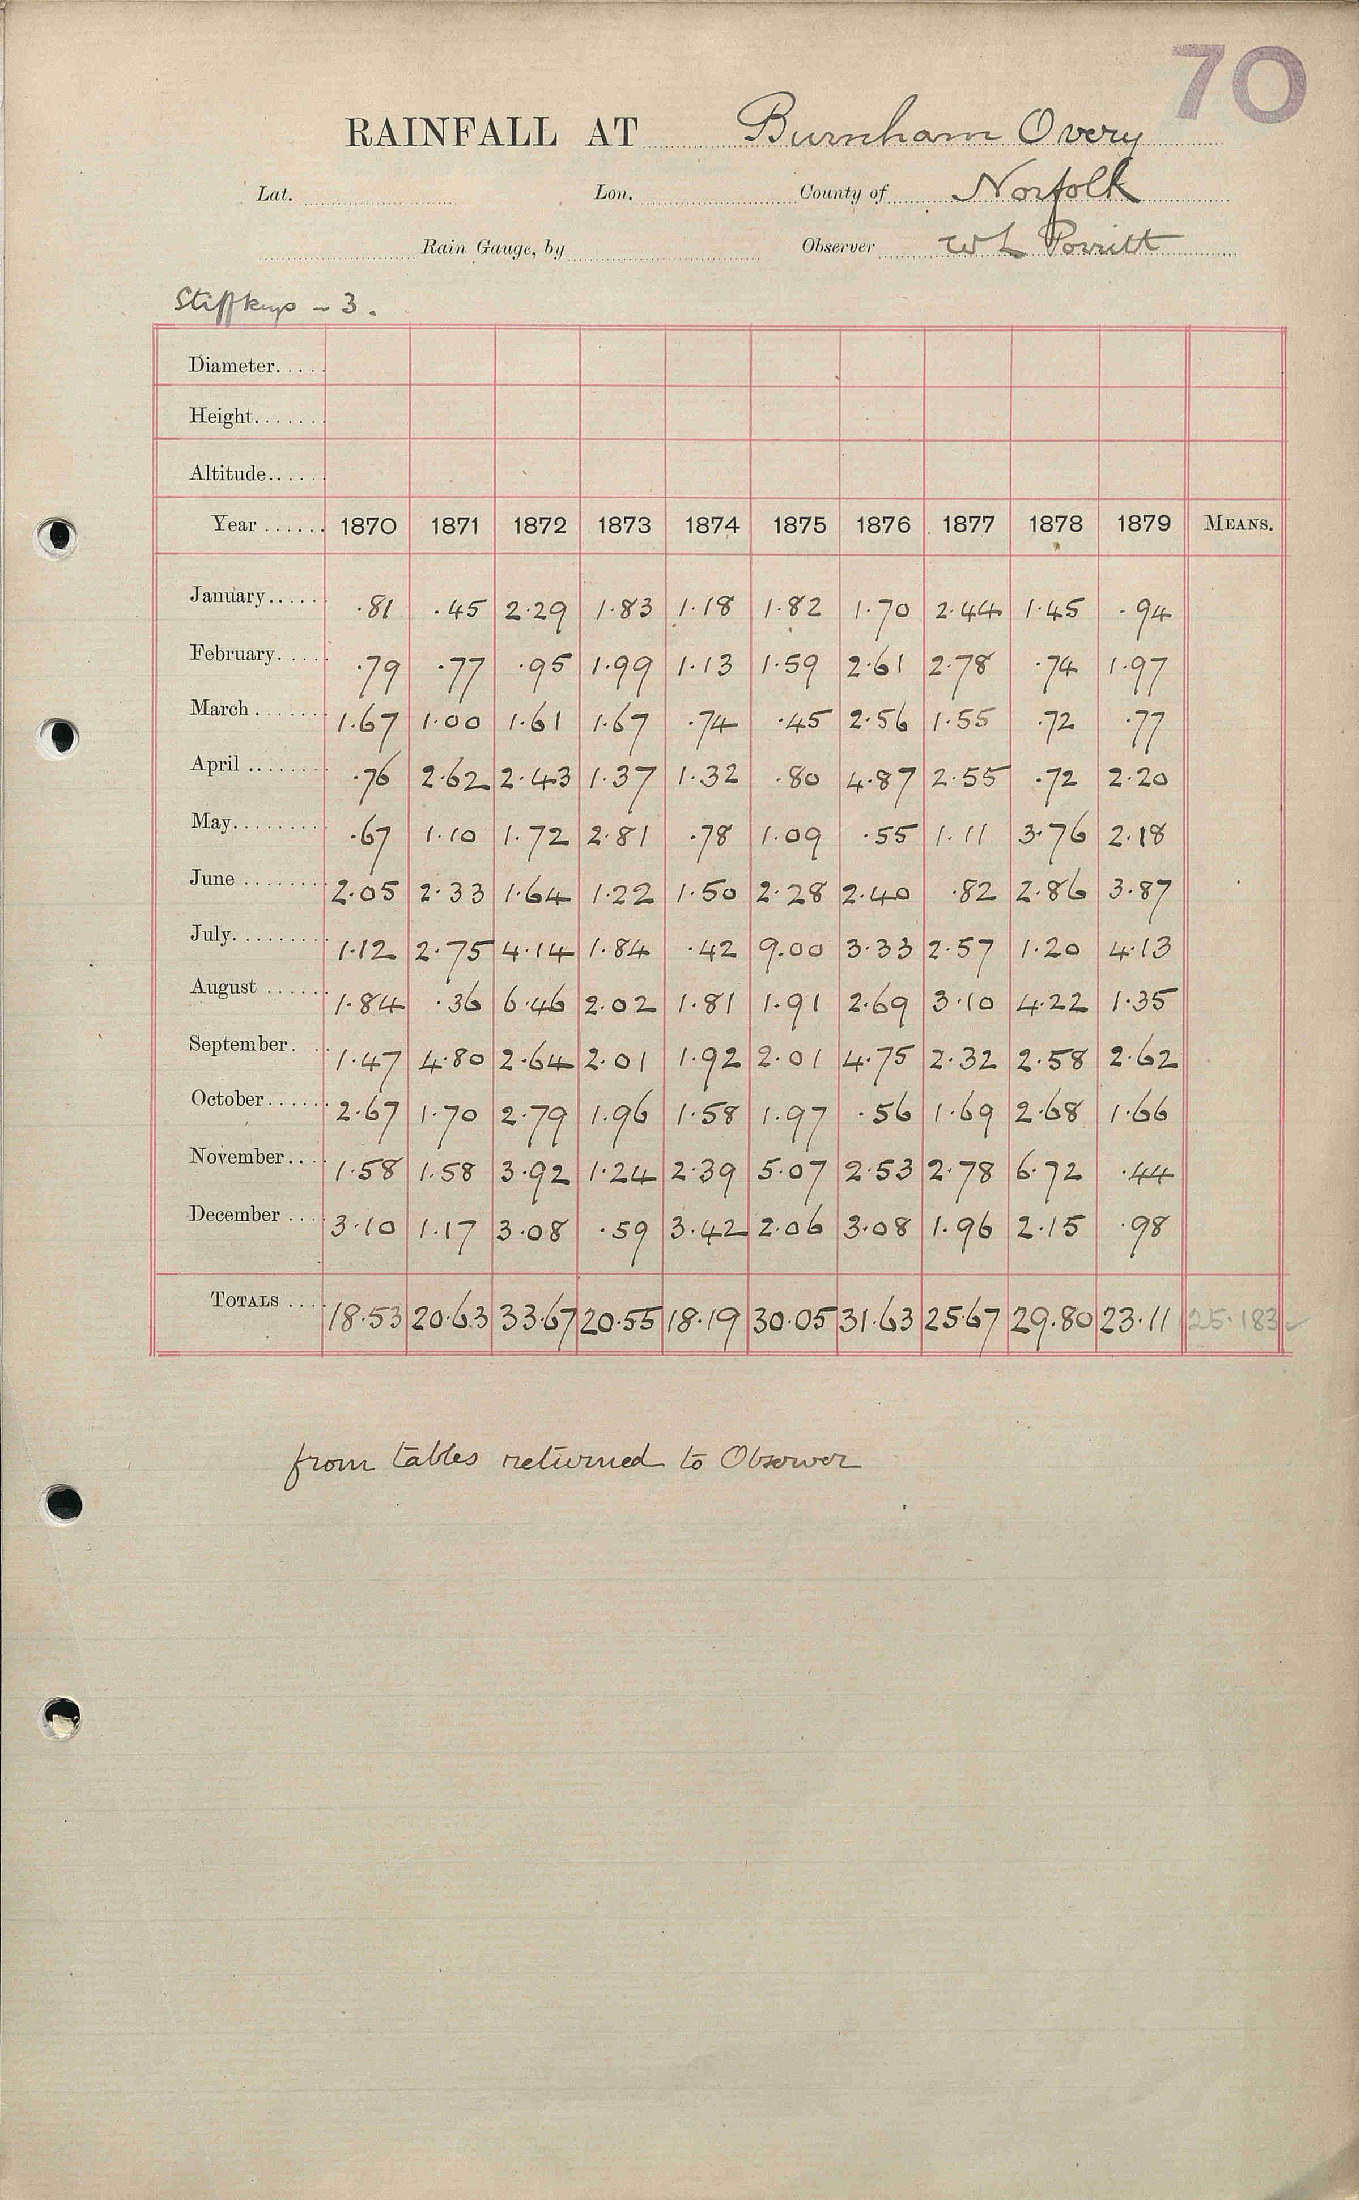 70
RAINFALL AT Burnham Overy
Lat. Lon. County of Norfolk
Rain Gauge, by Observer W L Porritt
Stiffkey - 3.
Diameter.....
Height.......
Altitude......
Year ...... 1870 1871 1872 1873 1874 1875 1876 1877 1878 1879 MEANS.
January...... .81 .45 2.29 1.83 1.18 1.82 1.70 2.44 1.45 .94
February..... .79 .77 .95 1.99 1.13 1.59 2.61 2.78 .74 1.97
March ....... 1.67 1.00 1.61 1.67 .74 .45 2.56 1.55 .72 .77
April ........ .76 2.62 2.43 1.37 1.32 .80 4.87 2.55 .72 2.20
May......... .67 1.10 1.72 2.81 .78 1.09 .55 1.11 3.76 2.18
June ........ 2.05 2.33 1.64 1.22 1.50 2.28 2.40 .82 2.86 3.87
July......... 1.12 2.75 4.14 1.84 .42 9.00 3.33 2.57 1.20 4.13
August ...... 1.84 .36 6.46 2.02 1.81 1.91 2.69 3.10 4.22 1.35
September. .. 1.47 4.80 2.64 2.01 1.92 2.01 4.75 2.32 2.58 2.62
October...... 2.67 1.70 2.79 1.96 1.58 1.97 .56 1.69 2.68 1.66
November.... 1.58 1.58 3.92 1.24 2.39 5.07 2.53 2.78 6.72 .44
December .... 3.10 1.17 3.08 .59 3.42 2.06 3.08 1.96 2.15 .98
TOTALS .... 18.53 20.63 33.67 20.55 18.19 30.05 31.63 25.67 29.80 23.11 25.183 ✓
from tables returned to Observer